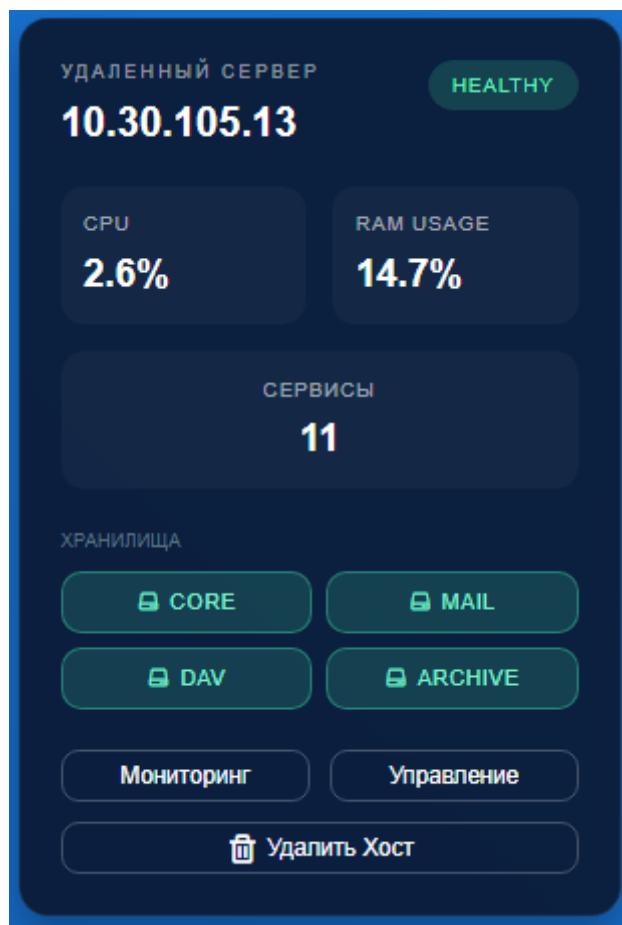 УДАЛЕННЫЙ СЕРВЕР
10.30.105.13
HEALTHY
CPU
2.6%
RAM USAGE
14.7%
СЕРВИСЫ
11
ХРАНИЛИЩА
CORE
MAIL
DAV
ARCHIVE
Мониторинг
Управление
Удалить Хост